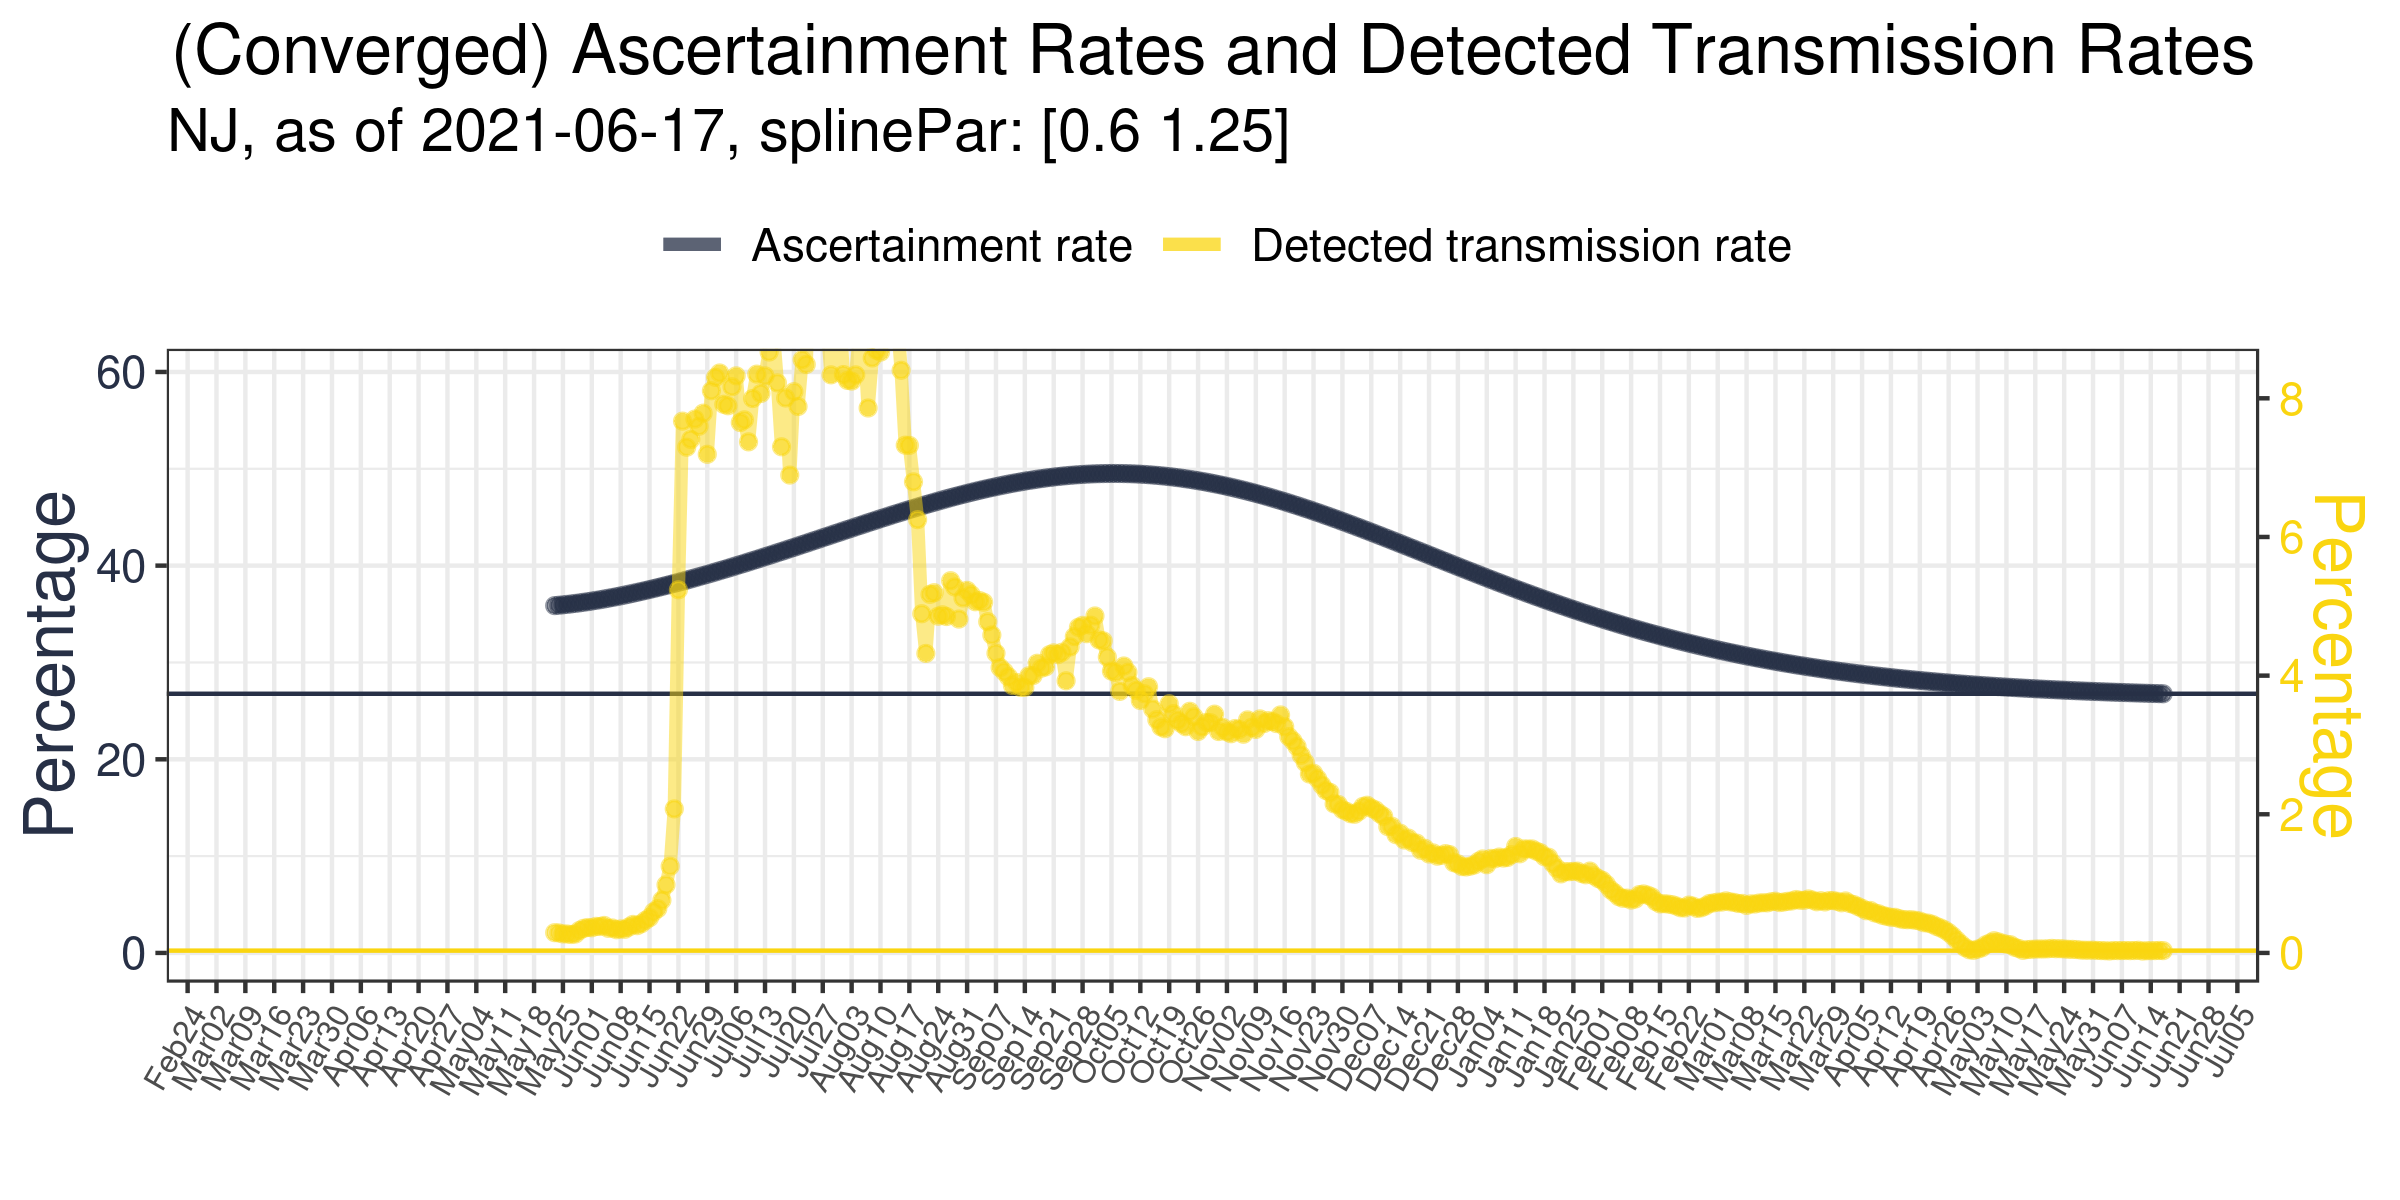 (Converged) Ascertainment Rates and Detected Transmission Rates
NJ, as of 2021-06-17, splinePar: [0.6 1.25]
Ascertainment rate Detected transmission rate
Percentage
60
40
20
0
8
6
4
2
0
Percentage
Feb24 Mar02 Mar09 Mar16 Mar23 Mar30 Apr06 Apr13 Apr20 Apr27 May04 May11 May18 May25 Jun01 Jun08 Jun15 Jun22 Jun29 Jul06 Jul13 Jul20 Jul27 Aug03 Aug10 Aug17 Aug24 Aug31 Sep07 Sep14 Sep21 Sep28 Oct05 Oct12 Oct19 Oct26 Nov02 Nov09 Nov16 Nov23 Nov30 Dec07 Dec14 Dec21 Dec28 Jan04 Jan11 Jan18 Jan25 Feb01 Feb08 Feb15 Feb22 Mar01 Mar08 Mar15 Mar22 Mar29 Apr05 Apr12 Apr19 Apr26 May03 May10 May17 May24 May31 Jun07 Jun14 Jun21 Jun28 Jul05